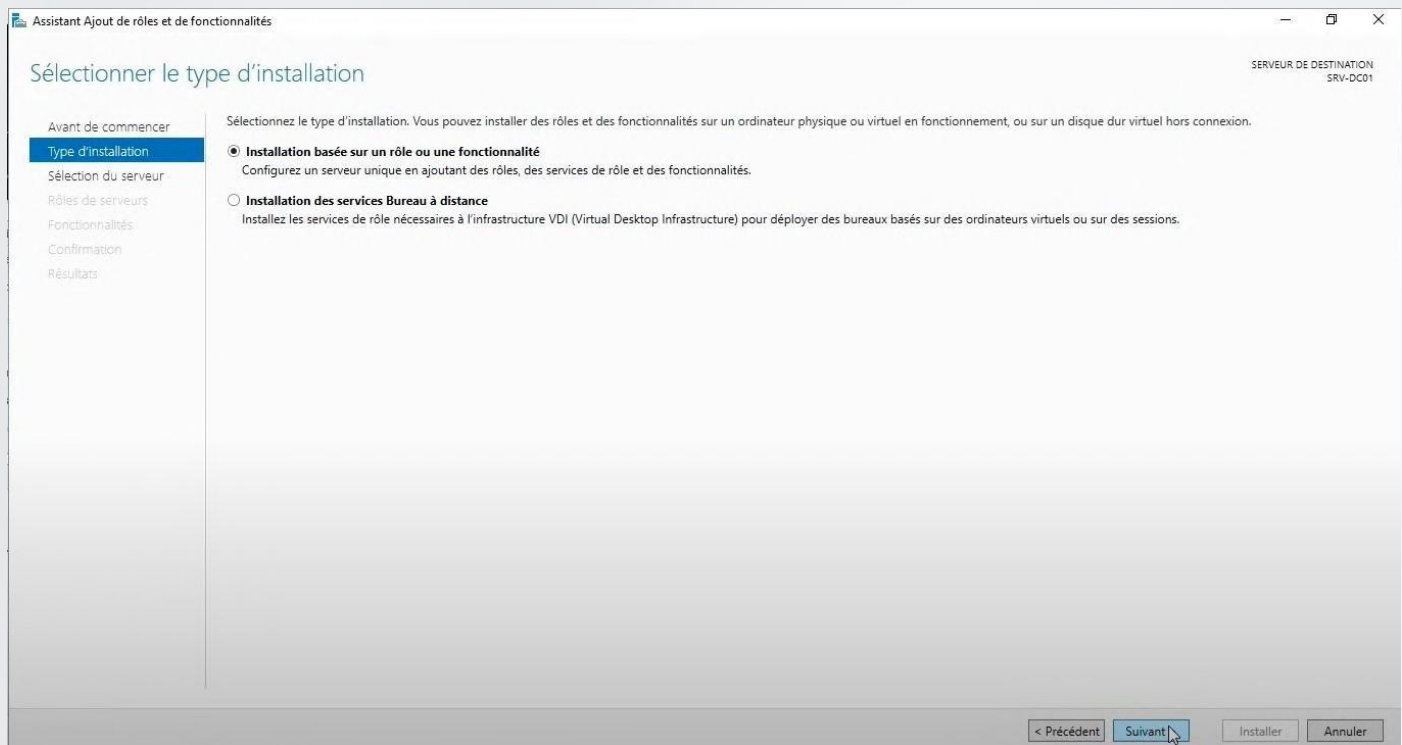 Assistant Ajout de rôles et de fonctionnalités
Sélectionner le type d'installation
SERVEUR DE DESTINATION
SRV-DC01
Avant de commencer
Type d'installation
Sélection du serveur
Rôles de serveurs
Fonctionnalités
Confirmation
Résultats
Sélectionnez le type d'installation. Vous pouvez installer des rôles et des fonctionnalités sur un ordinateur physique ou virtuel en fonctionnement, ou sur un disque dur virtuel hors connexion.
Installation basée sur un rôle ou une fonctionnalité
Configurez un serveur unique en ajoutant des rôles, des services de rôle et des fonctionnalités.
Installation des services Bureau à distance
Installez les services de rôle nécessaires à l'infrastructure VDI (Virtual Desktop Infrastructure) pour déployer des bureaux basés sur des ordinateurs virtuels ou sur des sessions.
< Précédent Suivant Installer Annuler